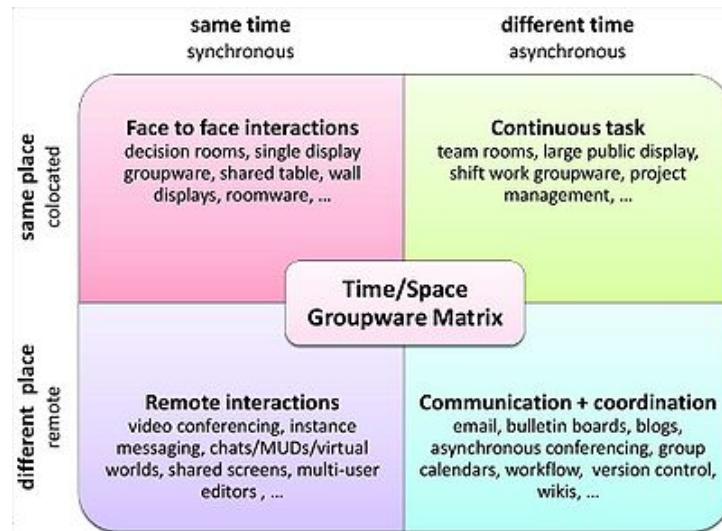 same time
synchronous
different time
asynchronous
same place
colocated
Face to face interactions
decision rooms, single display
groupware, shared table, wall
displays, roomware, ...
Continuous task
team rooms, large public display,
shift work groupware, project
management, ...
Time/Space
Groupware Matrix
different place
remote
Remote interactions
video conferencing, instance
messaging, chats/MUDs/virtual
worlds, shared screens, multi-user
editors , ...
Communication + coordination
email, bulletin boards, blogs,
asynchronous conferencing, group
calendars, workflow, version control,
wikis, ...